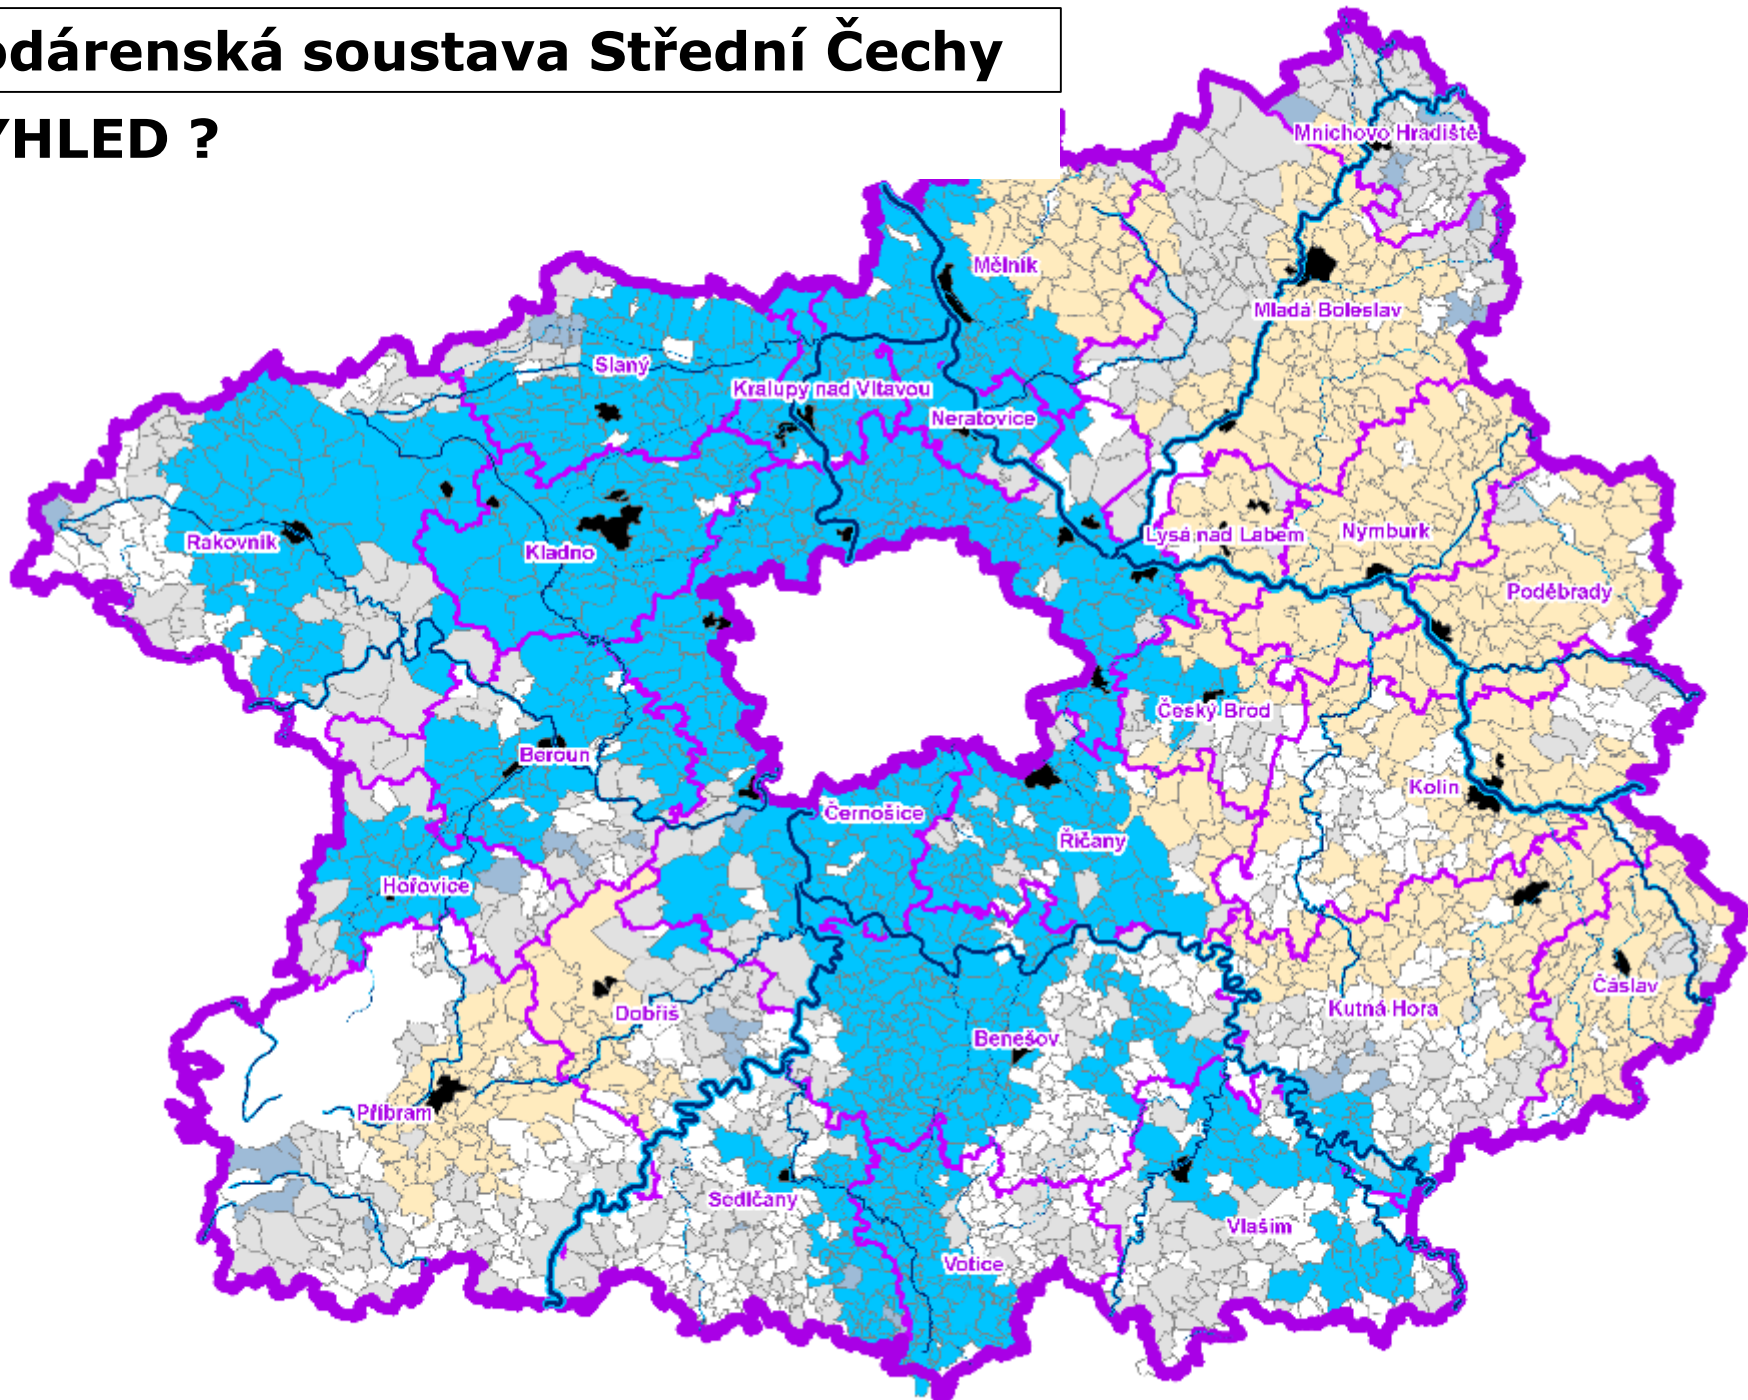 odárenská soustava Střední Čechy
YHLED ?
Mnichovo Hradiště
Mělník
Mladá Boleslav
Slaný
Kralupy nad Vltavou
Neratovice
Rakovník
Kladno
Lysá nad Labem
Nymburk
Poděbrady
Český Brod
Beroun
Kolín
Černošice
Říčany
Hořovice
Čáslav
Kutná Hora
Dobříš
Benešov
Příbram
Sedlčany
Vlašim
Votice